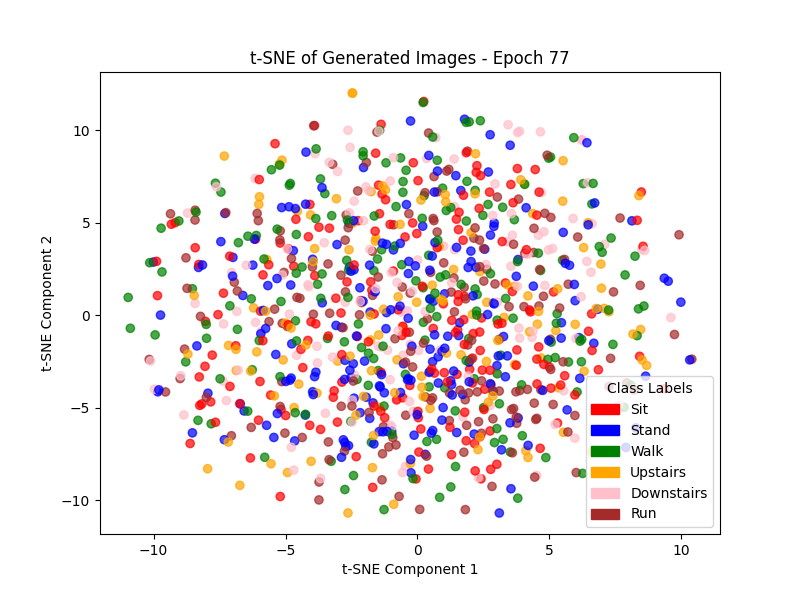 t-SNE of Generated Images - Epoch 77
t-SNE Component 2
10
5
0
−5
−10
−10
−5
0
5
10
t-SNE Component 1
Class Labels
Sit
Stand
Walk
Upstairs
Downstairs
Run